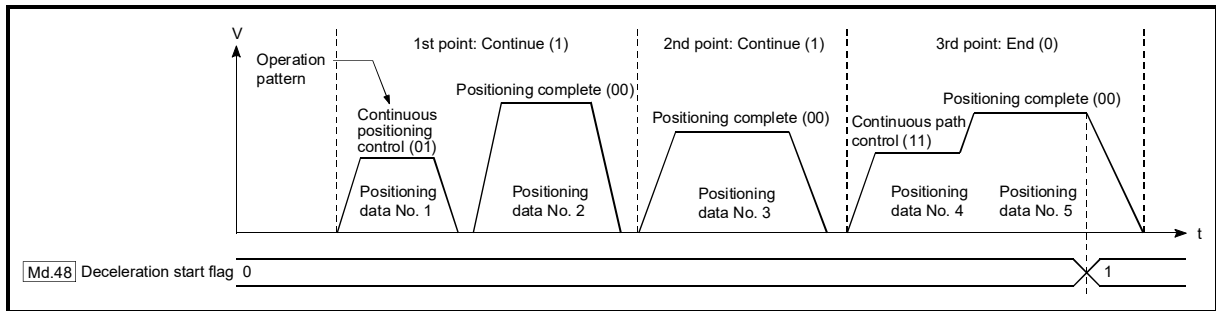 V
1st point: Continue (1)
2nd point: Continue (1)
3rd point: End (0)
Operation
pattern
Positioning complete (00)
Continuous
positioning
control (01)
Positioning complete (00)
Positioning complete (00)
Continuous path
control (11)
Positioning
data No. 1
Positioning
data No. 2
Positioning
data No. 3
Positioning
data No. 4
Positioning
data No. 5
t
Md.48 Deceleration start flag 0
1